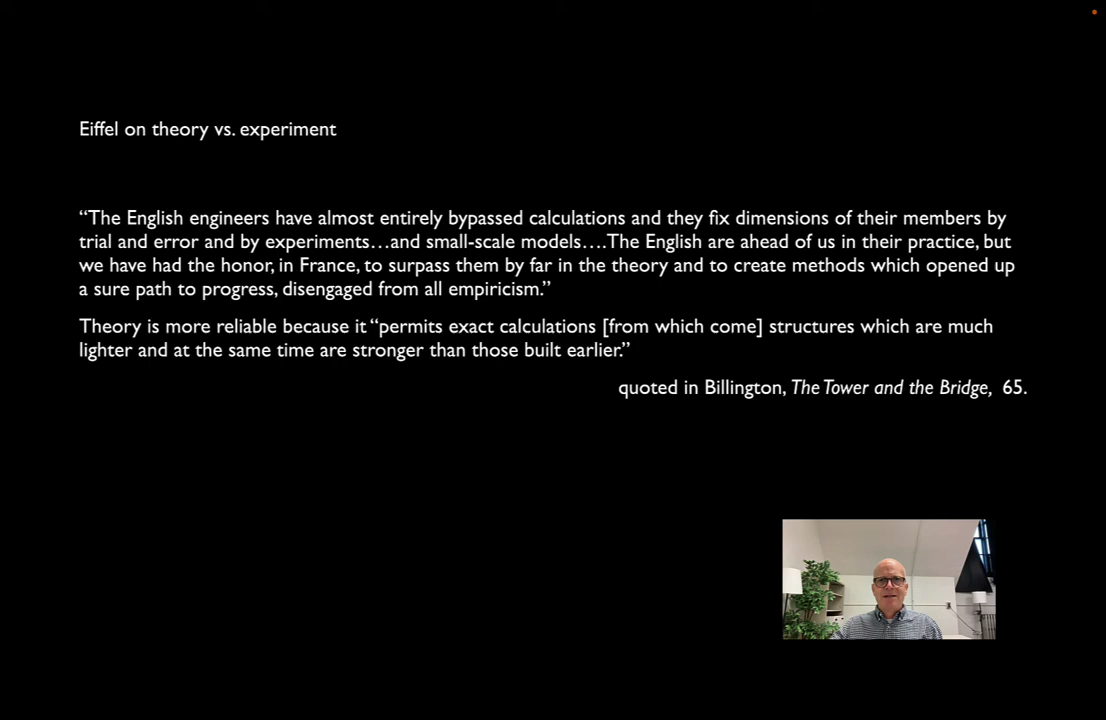 Eiffel on theory vs. experiment
“The English engineers have almost entirely bypassed calculations and they fix dimensions of their members by
trial and error and by experiments…and small-scale models….The English are ahead of us in their practice, but
we have had the honor, in France, to surpass them by far in the theory and to create methods which opened up
a sure path to progress, disengaged from all empiricism.”
Theory is more reliable because it “permits exact calculations [from which come] structures which are much
lighter and at the same time are stronger than those built earlier.”
quoted in Billington, The Tower and the Bridge, 65.